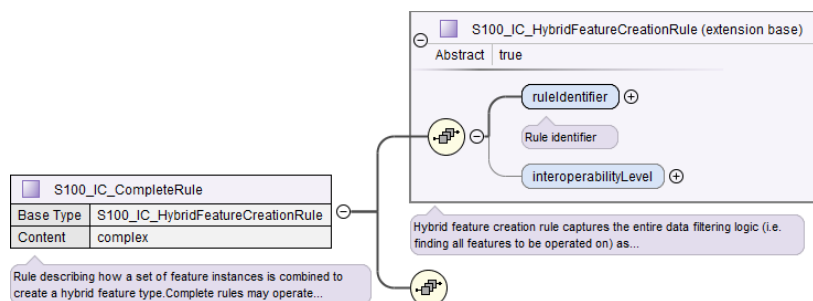 S100_IC_HybridFeatureCreationRule (extension base)
Abstract true
ruleIdentifier
Rule identifier
interoperabilityLevel
Hybrid feature creation rule captures the entire data filtering logic (i.e.
finding all features to be operated on) as...
S100_IC_CompleteRule
Base Type S100_IC_HybridFeatureCreationRule
Content complex
Rule describing how a set of feature instances is combined to
create a hybrid feature type.Complete rules may operate...